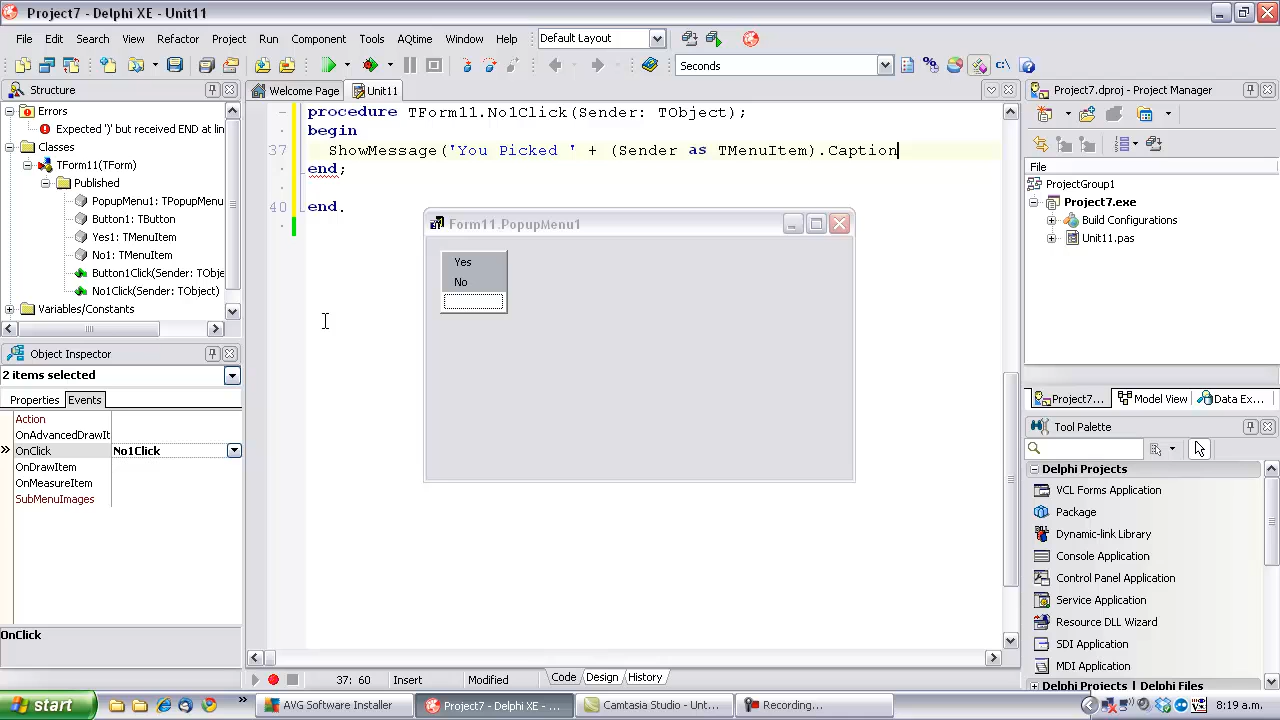 Project7 - Delphi XE - Unit11
File Edit Search View Refactor Project Run Component Tools AQtime Window Help
Default Layout
Seconds
Structure
Errors
Expected ')' but received END at lin
Classes
TForm11(TForm)
Published
PopupMenu1: TPopupMenu
Button1: TButton
Yes1: TMenuItem
No1: TMenuItem
Button1Click(Sender: TObje
No1Click(Sender: TObject)
Variables/Constants
Object Inspector
2 items selected
Properties Events
Action
OnAdvancedDrawIt
OnClick No1Click
OnDrawItem
OnMeasureItem
SubMenuImages
OnClick
Welcome Page Unit11
procedure TForm11.No1Click(Sender: TObject);
begin
37 ShowMessage('You Picked ' + (Sender as TMenuItem).Caption
end;
40 end.
Form11.PopupMenu1
Yes
No
37: 60 Insert Modified Code Design History
Project7.dproj - Project Manager
File
ProjectGroup1
Project7.exe
Build Configurations
Unit11.pas
Project7... Model View Data Ex...
Tool Palette
Delphi Projects
VCL Forms Application
Package
Dynamic-link Library
Console Application
Control Panel Application
Service Application
Resource DLL Wizard
SDI Application
MDI Application
Delphi Projects | Delphi Files
start
AVG Software Installer
Project7 - Delphi XE - ...
Camtasia Studio - Unt...
Recording...
8:19 a.m.